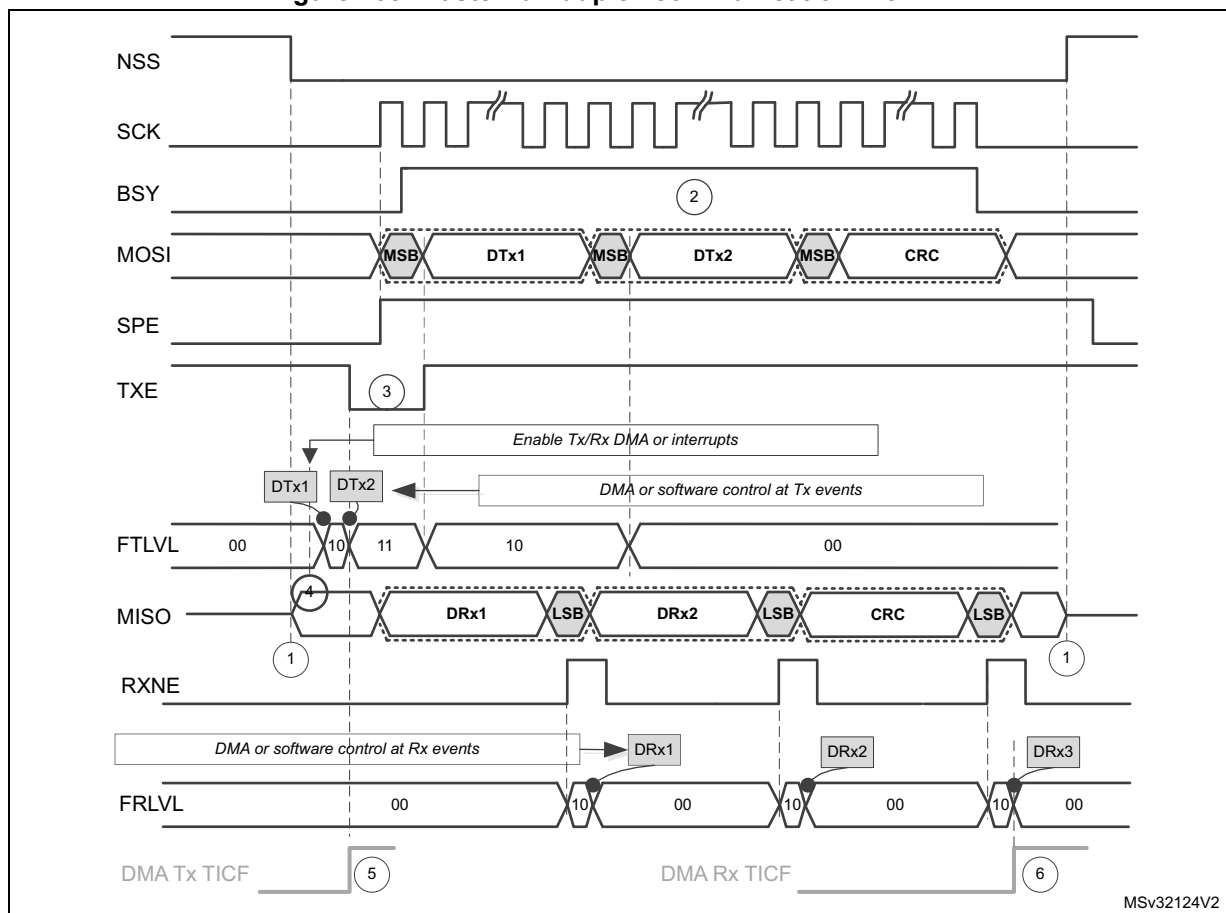 NSS
SCK
BSY
2
MOSI
MSB DTx1 MSB DTx2 MSB CRC
SPE
TXE
3
Enable Tx/Rx DMA or interrupts
DTx1 DTx2
DMA or software control at Tx events
FTLVL 00 10 11 10 00
4
MISO DRx1 LSB DRx2 LSB CRC LSB
1 1
RXNE
DMA or software control at Rx events DRx1 DRx2 DRx3
FRLVL 00 10 00 10 00 10 00
DMA Tx TICF 5 DMA Rx TICF 6
MSv32124V2